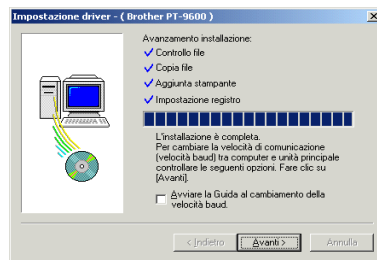 Impostazione driver - ( Brother PT-9600 )
Avanzamento installazione:
Controllo file
Copia file
Aggiunta stampante
Impostazione registro
L'installazione è completa.
Per cambiare la velocità di comunicazione
(velocità baud) tra computer e unità principale
controllare le seguenti opzioni. Fare clic su
[Avanti].
Avviare la Guida al cambiamento della
velocità baud.
< Indietro Avanti > Annulla